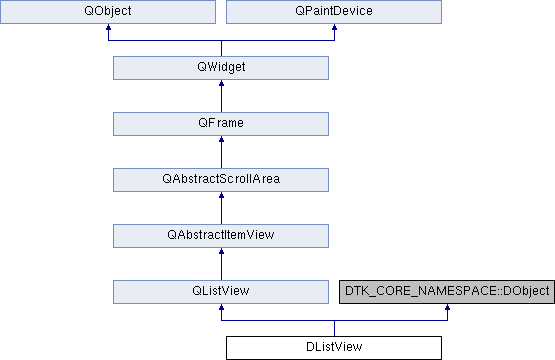 QObject
QPaintDevice
QWidget
QFrame
QAbstractScrollArea
QAbstractItemView
QListView
DTK_CORE_NAMESPACE::DObject
DListView